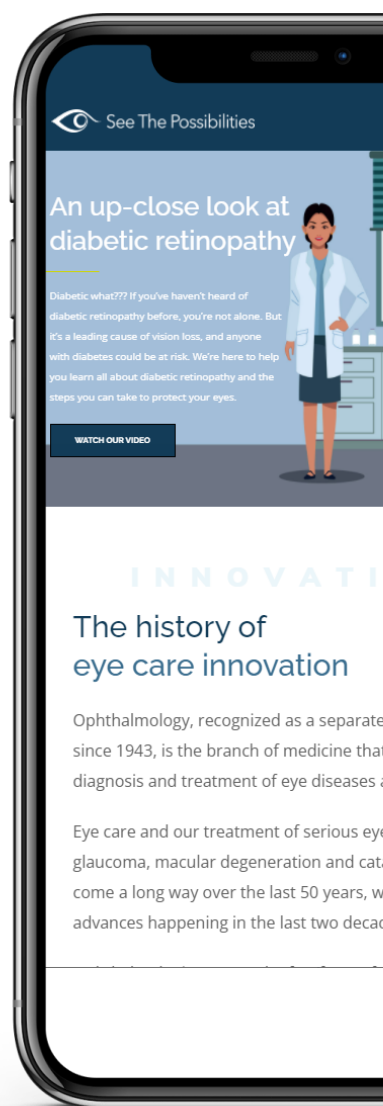 See The Possibilities
An up-close look at
diabetic retinopathy
Diabetic what??? If you've haven't heard of
diabetic retinopathy before, you're not alone. But
it's a leading cause of vision loss, and anyone
with diabetes could be at risk. We're here to help
you learn all about diabetic retinopathy and the
steps you can take to protect your eyes.
WATCH OUR VIDEO
INNOVATI
The history of
eye care innovation
Ophthalmology, recognized as a separate
since 1943, is the branch of medicine that
diagnosis and treatment of eye diseases
Eye care and our treatment of serious eye
glaucoma, macular degeneration and cata
come a long way over the last 50 years, w
advances happening in the last two decad